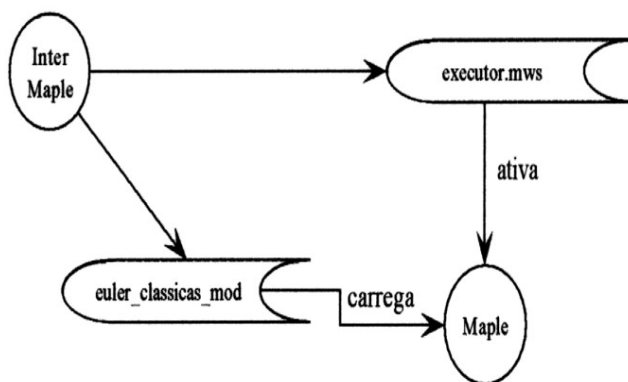 Inter
Maple
executor.mws
ativa
euler_classicas_mod
carrega
Maple